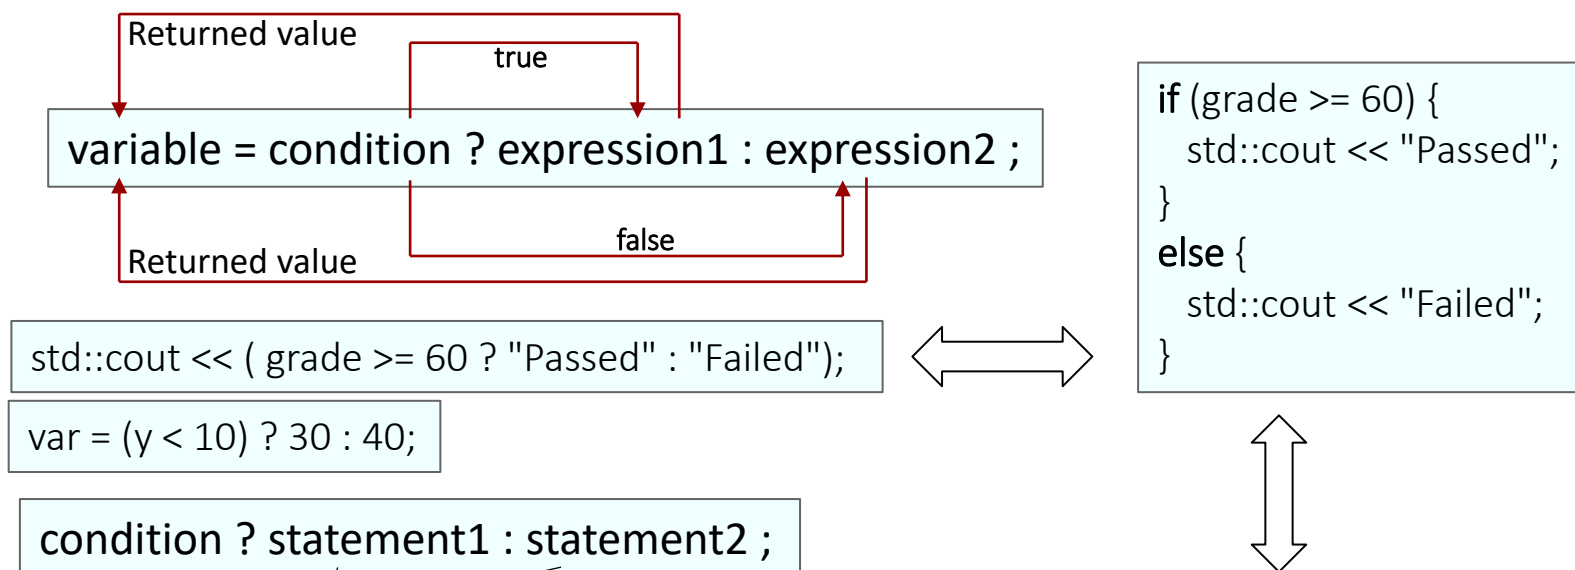 Returned value
true
variable = condition ? expression1 : expression2 ;
false
Returned value
std::cout << ( grade >= 60 ? "Passed" : "Failed");
var = (y < 10) ? 30 : 40;
condition ? statement1 : statement2 ;
if (grade >= 60) {
std::cout << "Passed";
}
else {
std::cout << "Failed";
}